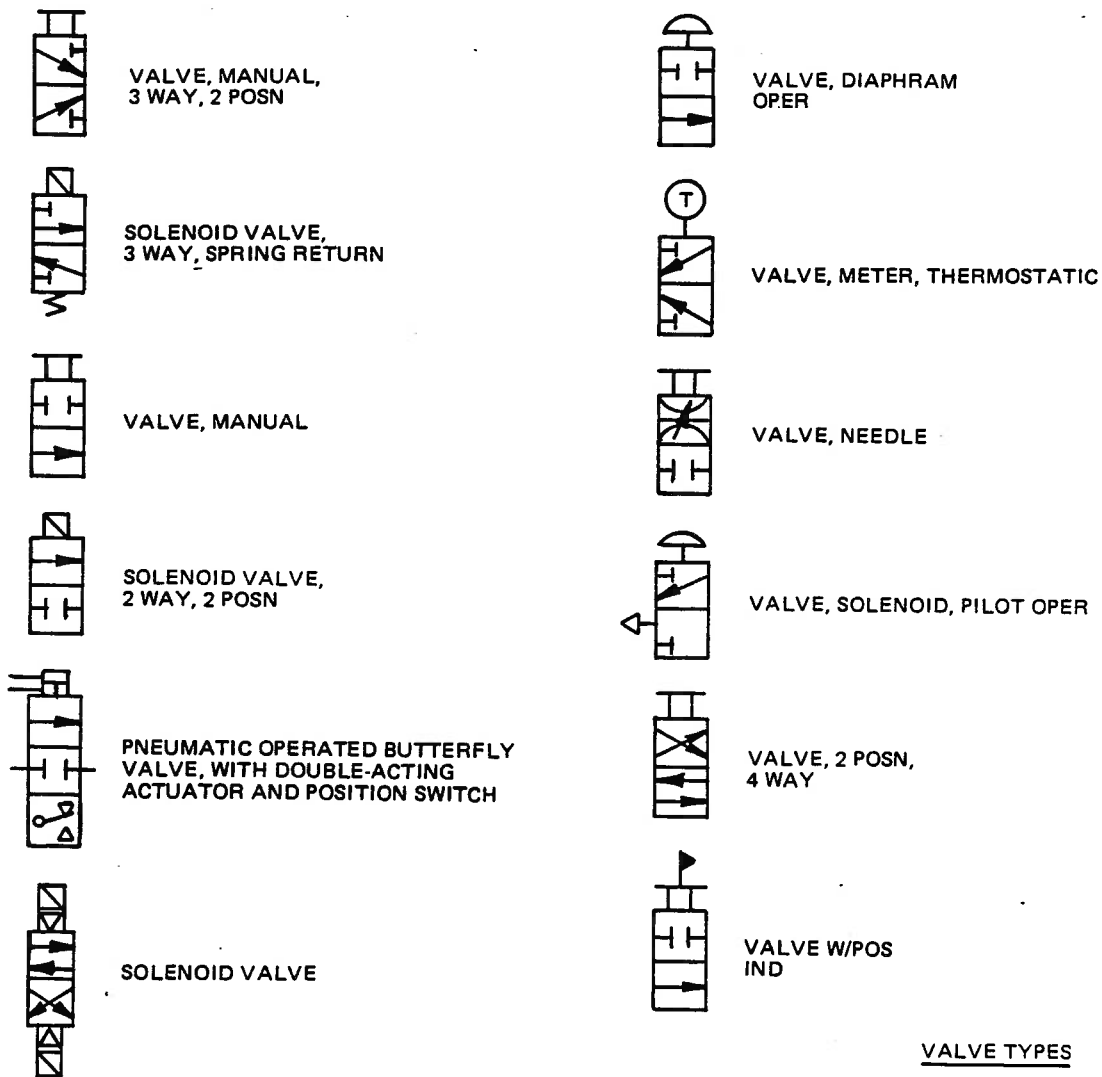 VALVE, MANUAL,
3 WAY, 2 POSN
SOLENOID VALVE,
3 WAY, SPRING RETURN
VALVE, MANUAL
SOLENOID VALVE,
2 WAY, 2 POSN
PNEUMATIC OPERATED BUTTERFLY
VALVE, WITH DOUBLE-ACTING
ACTUATOR AND POSITION SWITCH
SOLENOID VALVE
VALVE, DIAPHRAM
OPER
T
VALVE, METER, THERMOSTATIC
VALVE, NEEDLE
VALVE, SOLENOID, PILOT OPER
VALVE, 2 POSN,
4 WAY
VALVE W/POS
IND
VALVE TYPES